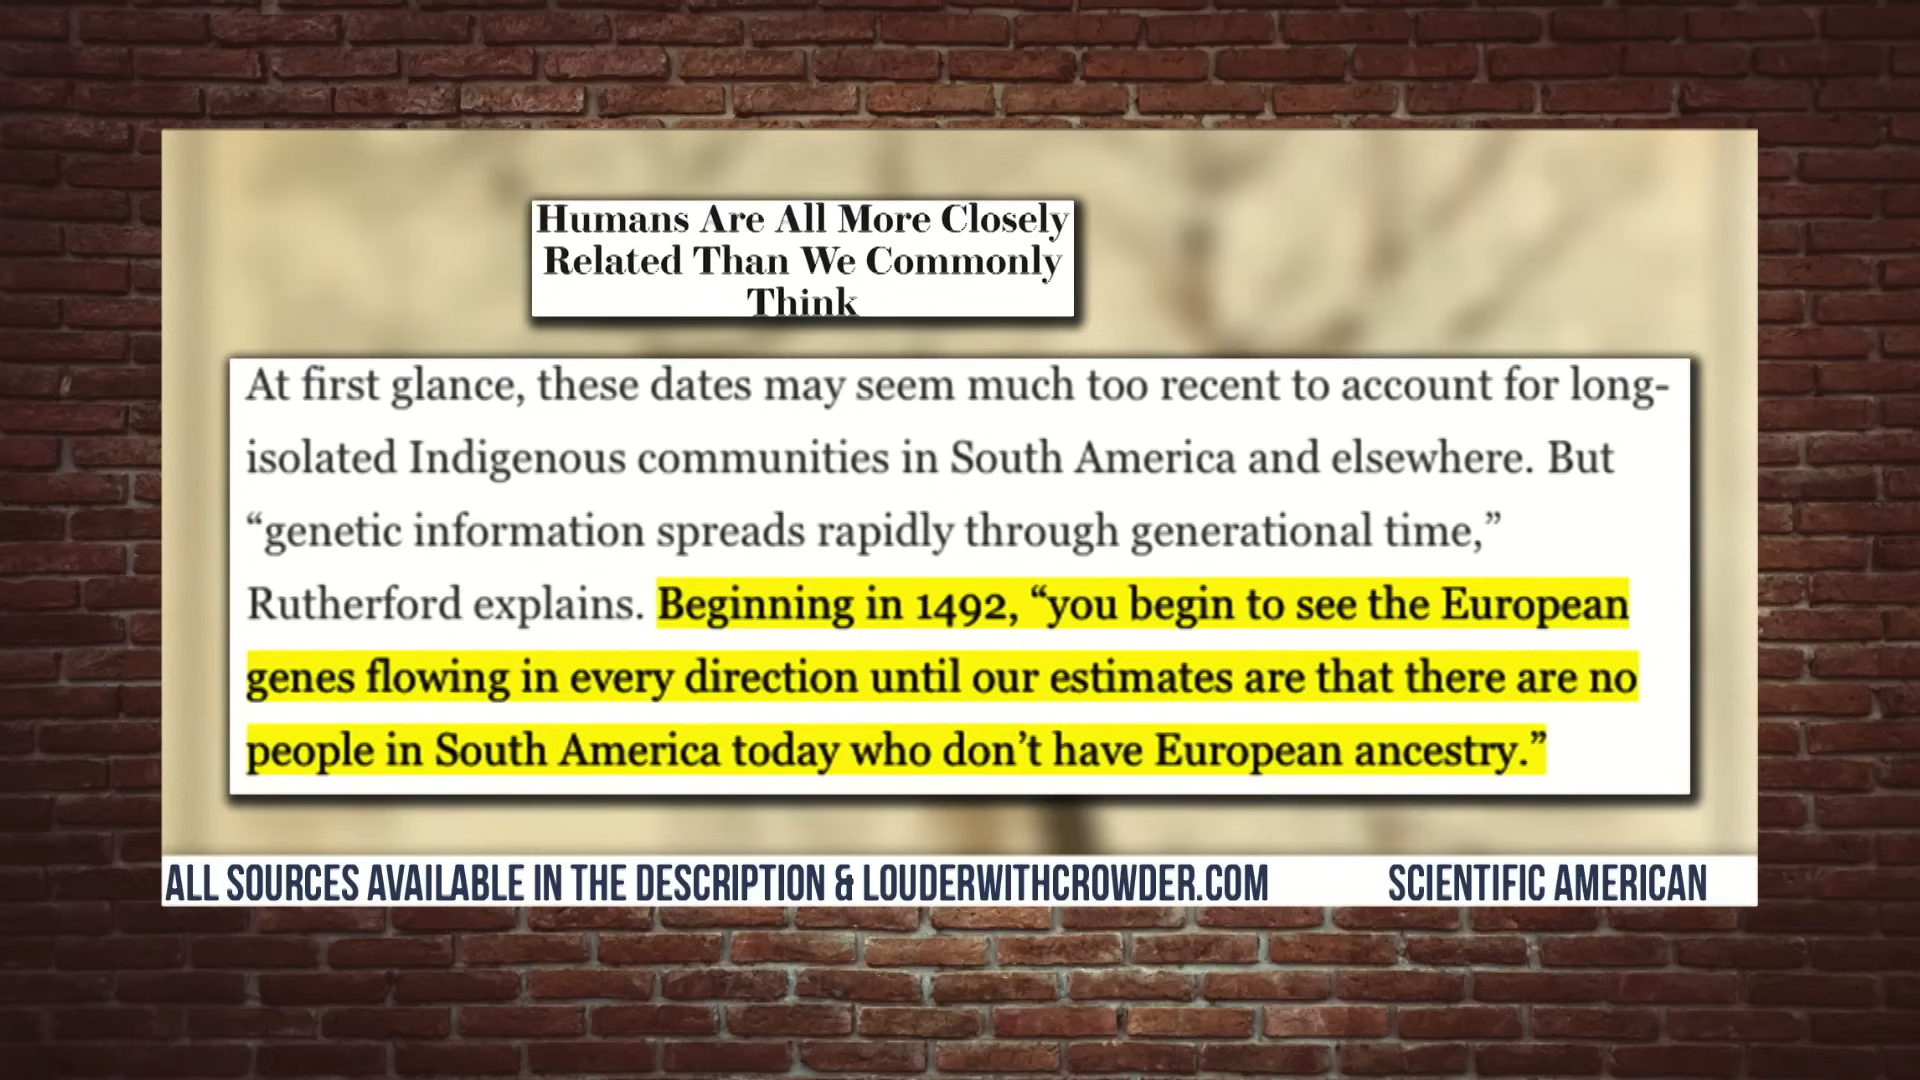 Humans Are All More Closely
Related Than We Commonly
Think
At first glance, these dates may seem much too recent to account for long-
isolated Indigenous communities in South America and elsewhere. But
“genetic information spreads rapidly through generational time,”
Rutherford explains. Beginning in 1492, “you begin to see the European
genes flowing in every direction until our estimates are that there are no
people in South America today who don’t have European ancestry.”
ALL SOURCES AVAILABLE IN THE DESCRIPTION & LOUDERWITHCROWDER.COM
SCIENTIFIC AMERICAN